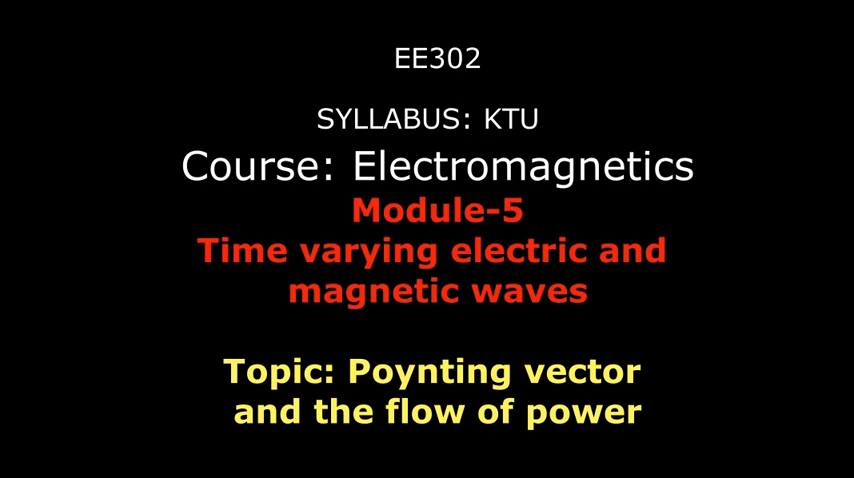 EE302
SYLLABUS: KTU
Course: Electromagnetics
Module-5
Time varying electric and
magnetic waves
Topic: Poynting vector
and the flow of power